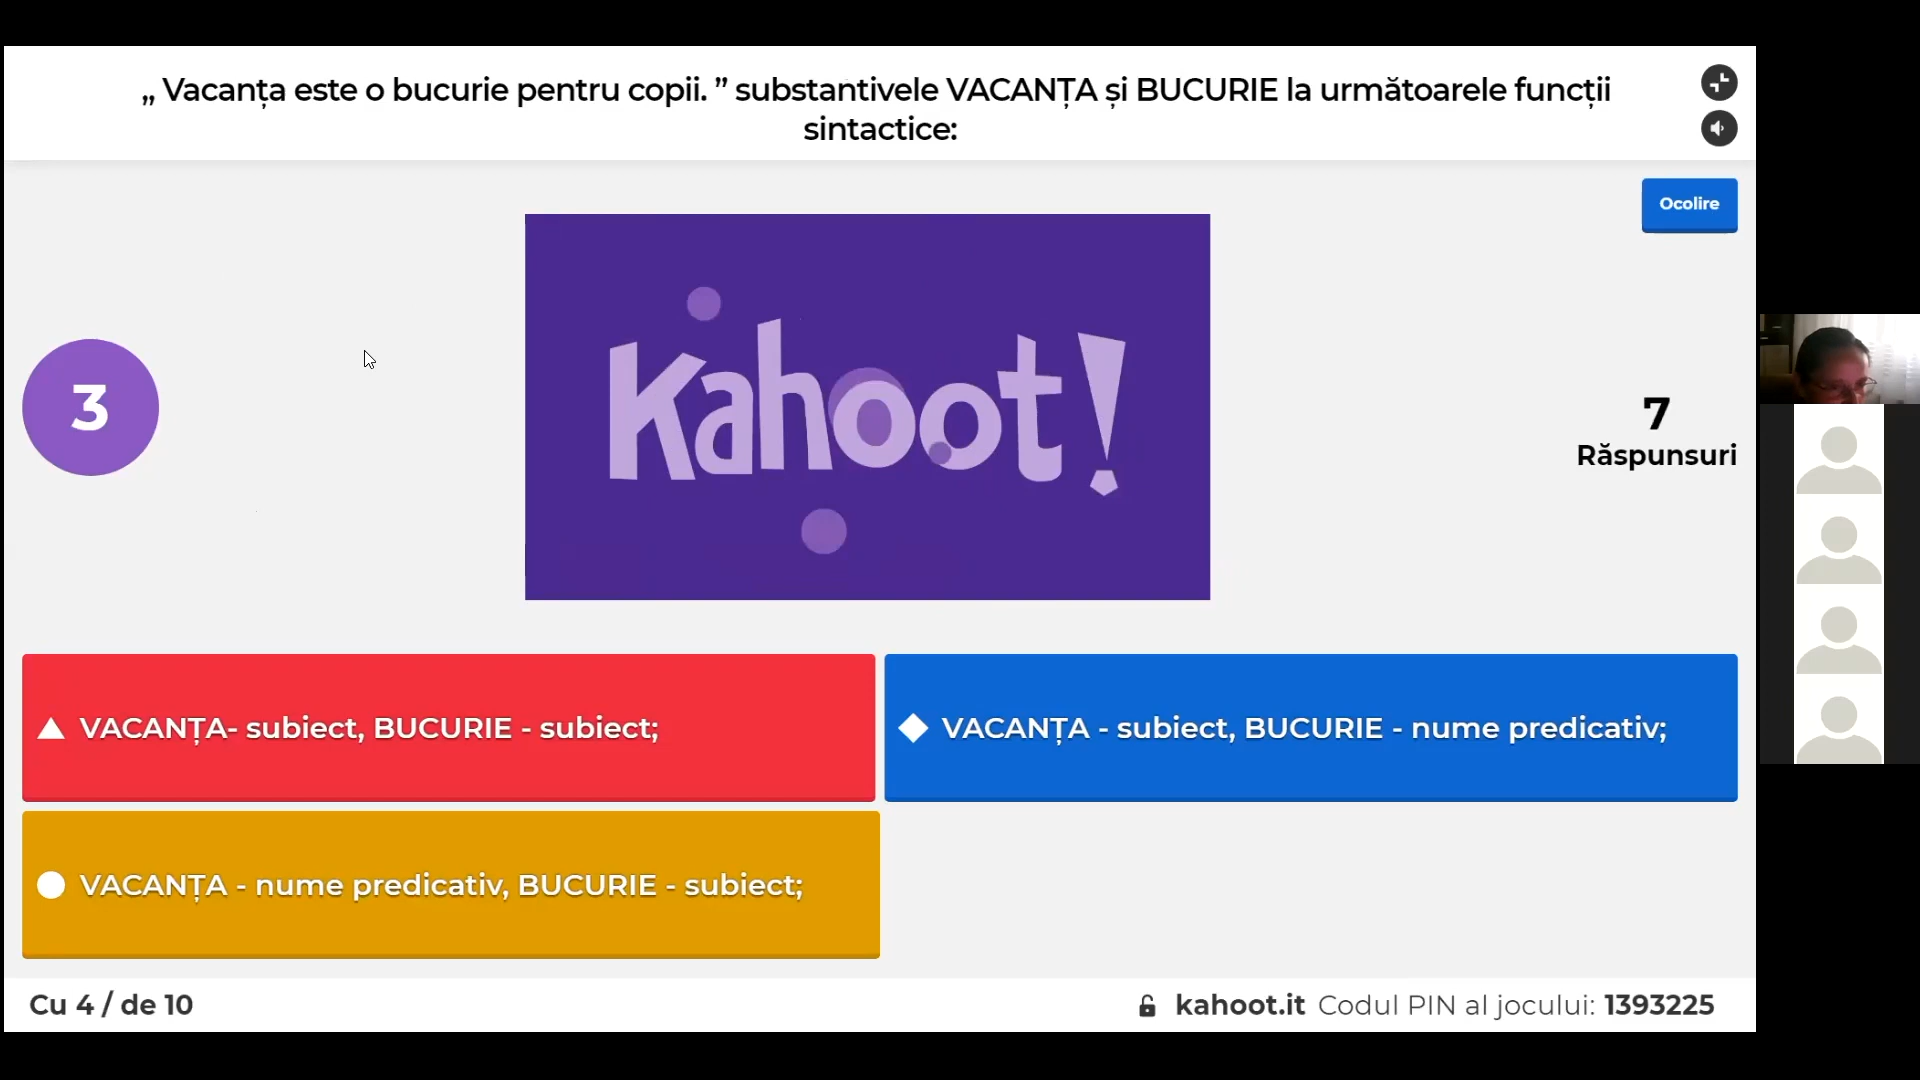 „ Vacanța este o bucurie pentru copii. ” substantivele VACANȚA și BUCURIE la următoarele funcții
sintactice:
Ocolire
3
Kahoot!
7
Răspunsuri
VACANȚA- subiect, BUCURIE - subiect;
VACANȚA - subiect, BUCURIE - nume predicativ;
VACANȚA - nume predicativ, BUCURIE - subiect;
Cu 4 / de 10
kahoot.it Codul PIN al jocului: 1393225